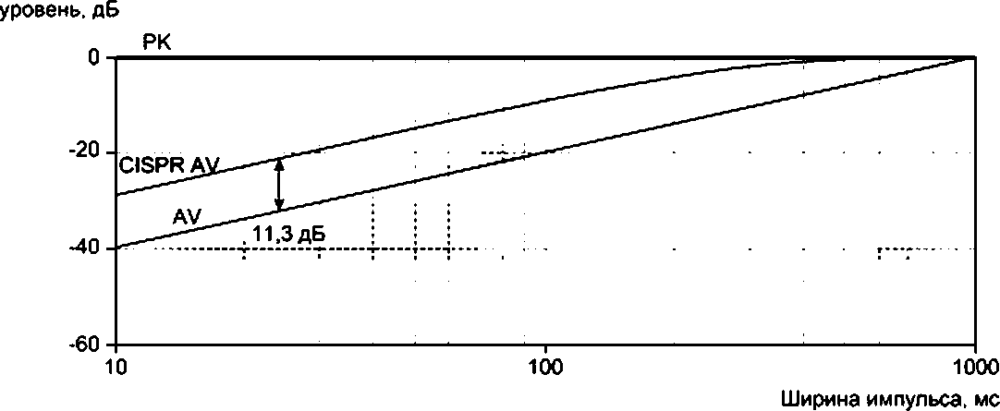 уровень, дБ
PK
0
-20
CISPR AV
AV
11,3 дБ
-40
-60
10
100
1000
Ширина импульса, мс